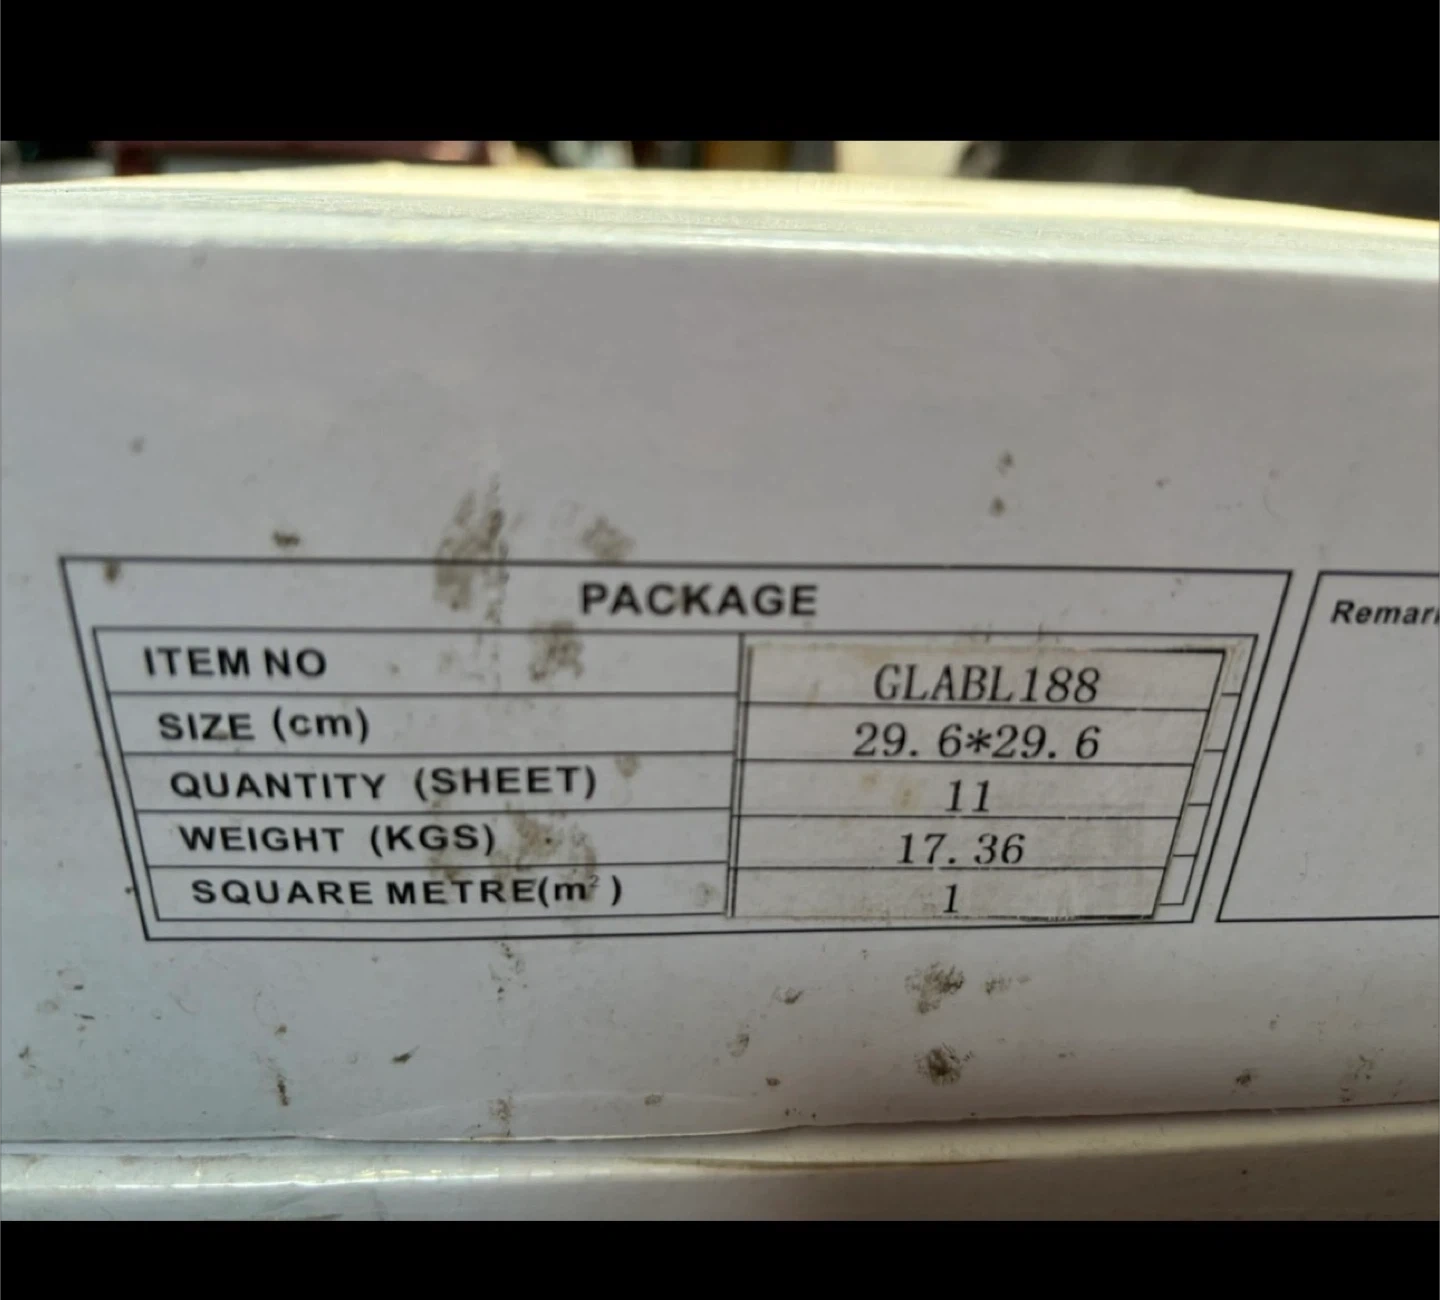 PACKAGE
ITEM NO GLABL188
SIZE (cm) 29.6*29.6
QUANTITY (SHEET) 11
WEIGHT (KGS) 17.36
SQUARE METRE(m²) 1